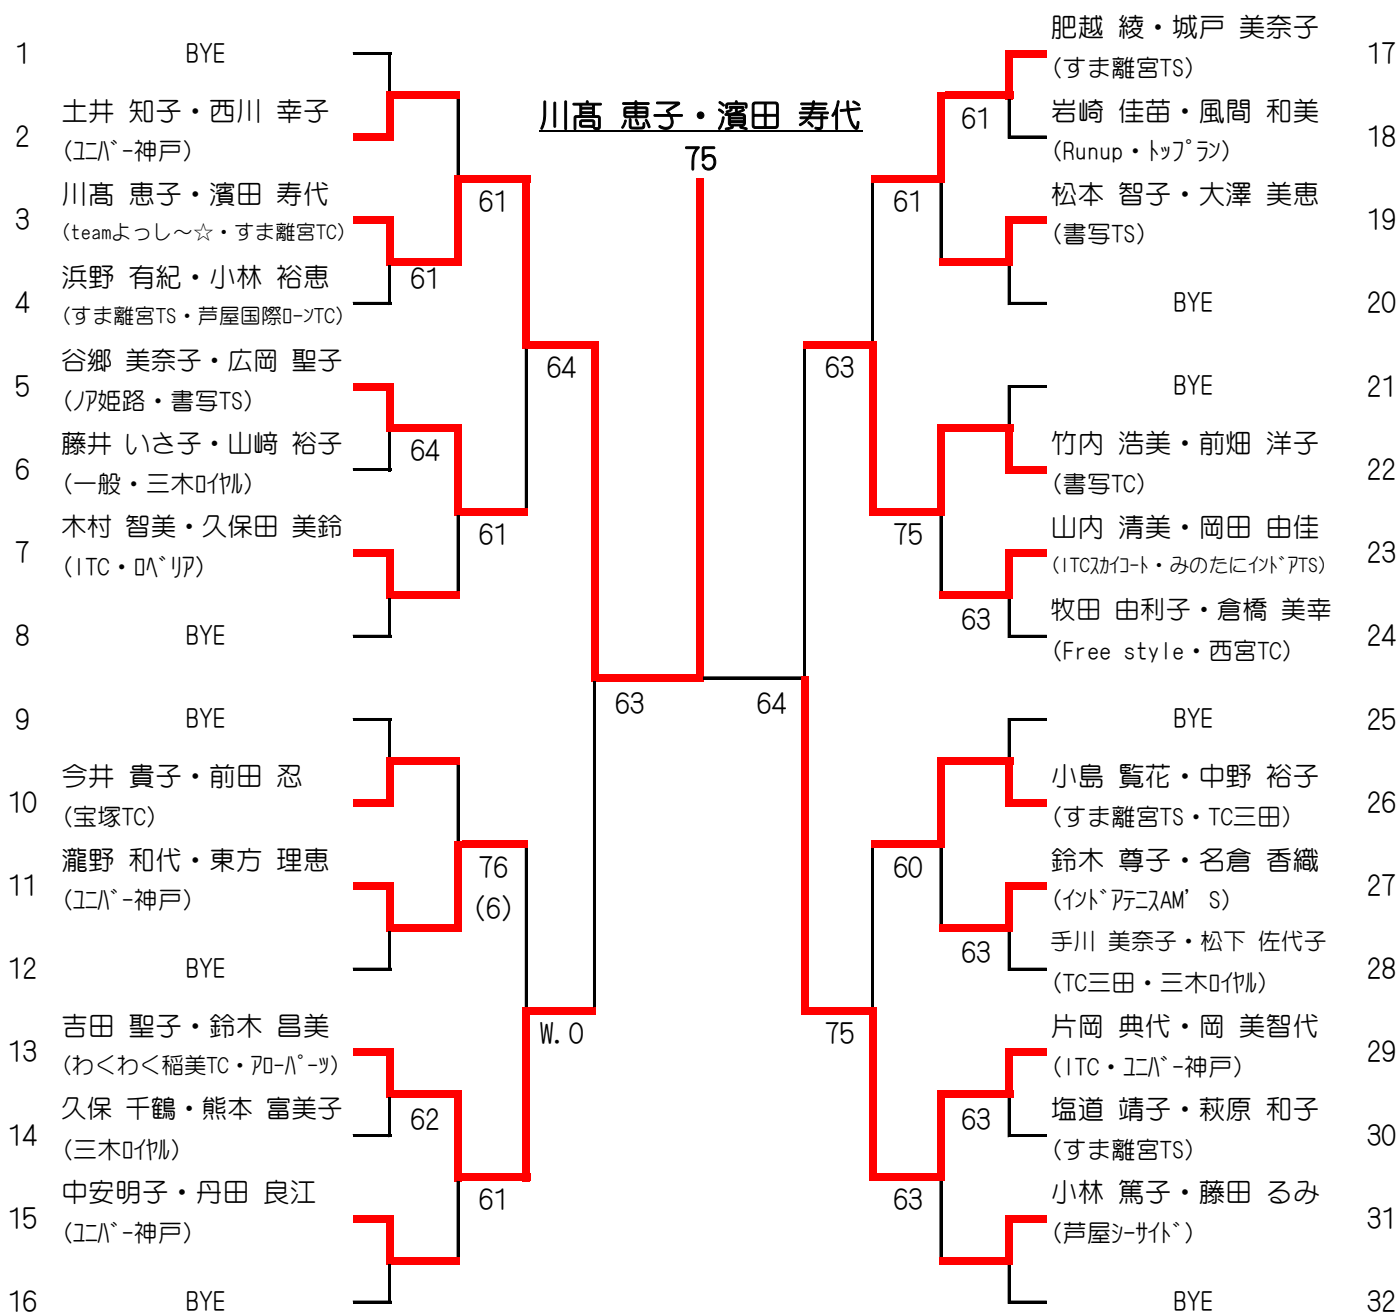 川髙 恵子・濱田 寿代
75
1 BYE
2 土井 知子・西川 幸子
(ﾕﾆﾊﾞｰ神戸)
3 川髙 恵子・濱田 寿代
(teamよっし～☆・すま離宮TC)
4 浜野 有紀・小林 裕恵
(すま離宮TS・芦屋国際ﾛｰﾝTC)
5 谷郷 美奈子・広岡 聖子
(ﾉｱ姫路・書写TS)
6 藤井 いさ子・山﨑 裕子
(一般・三木ﾛｲﾔﾙ)
7 木村 智美・久保田 美鈴
(ITC・ﾛﾍﾞﾘｱ)
8 BYE
9 BYE
10 今井 貴子・前田 忍
(宝塚TC)
11 瀧野 和代・東方 理恵
(ﾕﾆﾊﾞｰ神戸)
12 BYE
13 吉田 聖子・鈴木 昌美
(わくわく稲美TC・ｱﾛｰﾊﾟｰﾂ)
14 久保 千鶴・熊本 富美子
(三木ﾛｲﾔﾙ)
15 中安明子・丹田 良江
(ﾕﾆﾊﾞｰ神戸)
16 BYE
61
64
62
61
61
76
(6)
61
64
W.O
63
64
63
75
61
75
60
63
61
63
63
63
肥越 綾・城戸 美奈子 17
(すま離宮TS)
岩崎 佳苗・風間 和美 18
(Runup・ﾄｯﾌﾟﾗﾝ)
松本 智子・大澤 美恵 19
(書写TS)
BYE 20
BYE 21
竹内 浩美・前畑 洋子 22
(書写TC)
山内 清美・岡田 由佳 23
(ITCｽｶｲｺｰﾄ・みのたにｲﾝﾄﾞｱTS)
牧田 由利子・倉橋 美幸 24
(Free style・西宮TC)
BYE 25
小島 覧花・中野 裕子 26
(すま離宮TS・TC三田)
鈴木 尊子・名倉 香織 27
(ｲﾝﾄﾞｱﾃﾆｽAM’S)
手川 美奈子・松下 佐代子 28
(TC三田・三木ﾛｲﾔﾙ)
片岡 典代・岡 美智代 29
(ITC・ﾕﾆﾊﾞｰ神戸)
塩道 靖子・萩原 和子 30
(すま離宮TS)
小林 篤子・藤田 るみ 31
(芦屋ｼｰｻｲﾄﾞ)
BYE 32